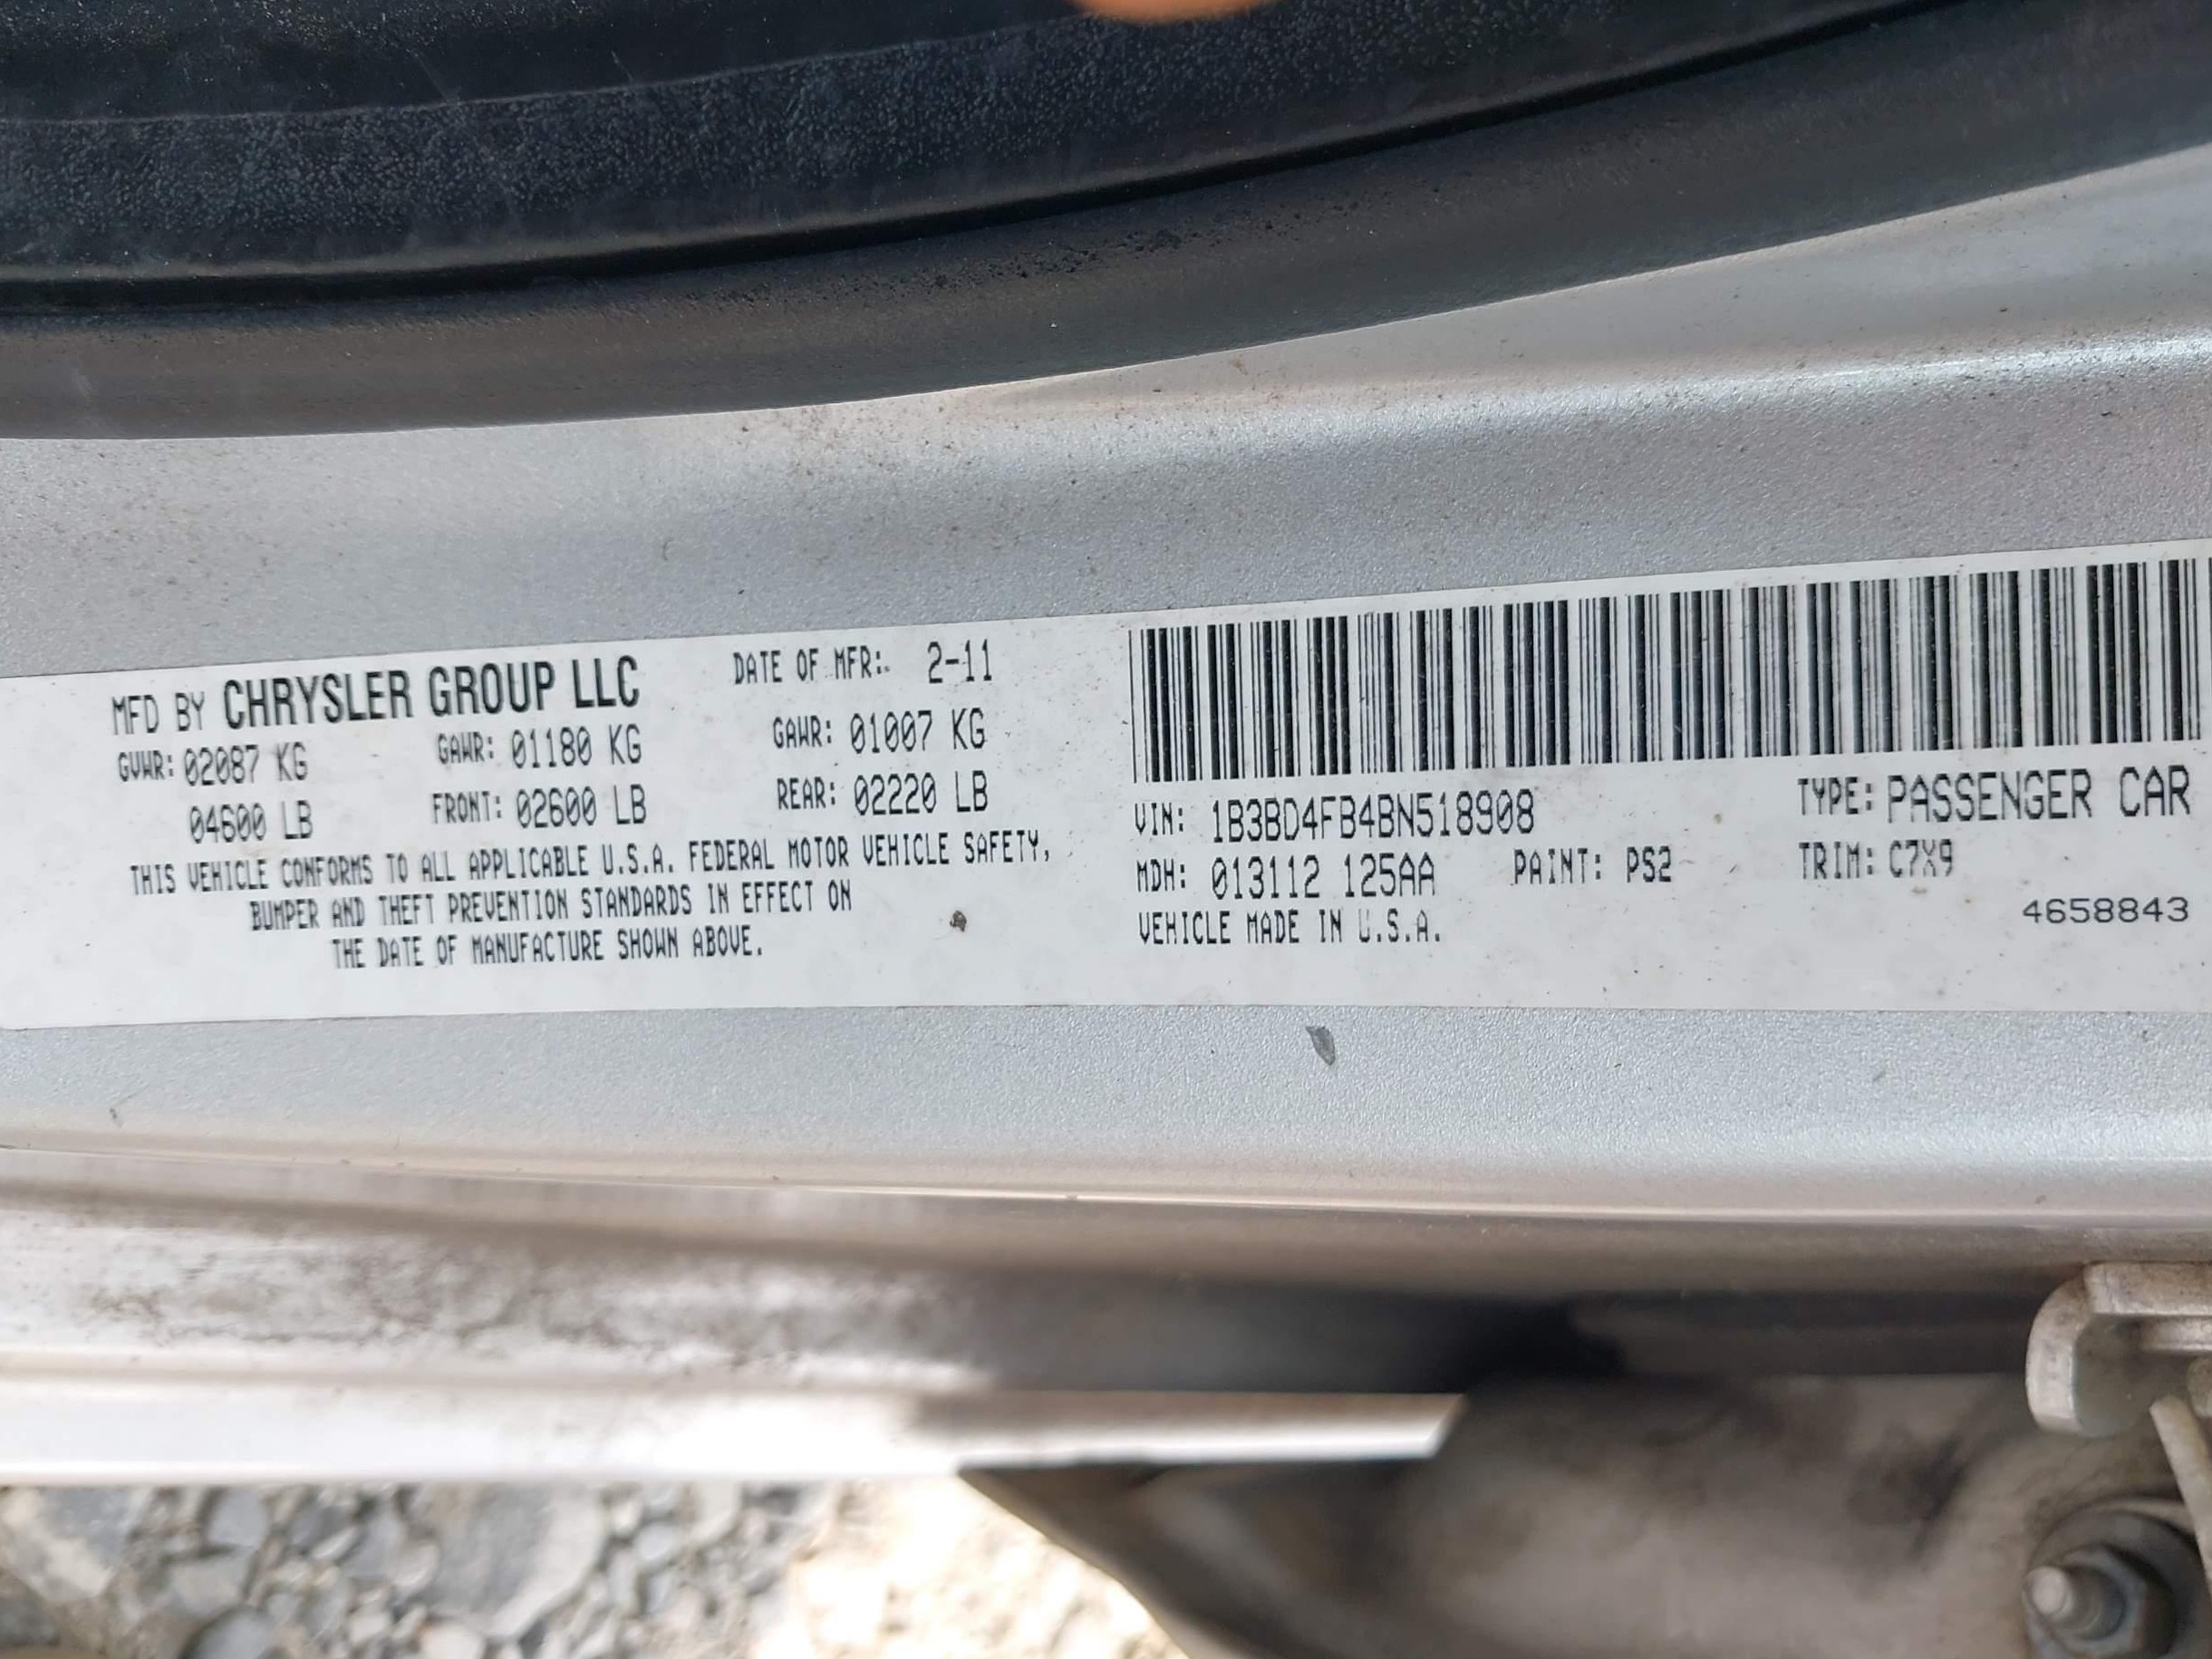 MFD BY CHRYSLER GROUP LLC DATE OF MFR: 2-11
GVWR: 02087 KG GAWR: 01180 KG GAWR: 01007 KG
04600 LB FRONT: 02600 LB REAR: 02220 LB
THIS VEHICLE CONFORMS TO ALL APPLICABLE U.S.A. FEDERAL MOTOR VEHICLE SAFETY,
BUMPER AND THEFT PREVENTION STANDARDS IN EFFECT ON
THE DATE OF MANUFACTURE SHOWN ABOVE.
VIN: 1B3BD4FB4BN518908 TYPE: PASSENGER CAR
MDH: 013112 125AA PAINT: PS2 TRIM: C7X9
VEHICLE MADE IN U.S.A. 4658843